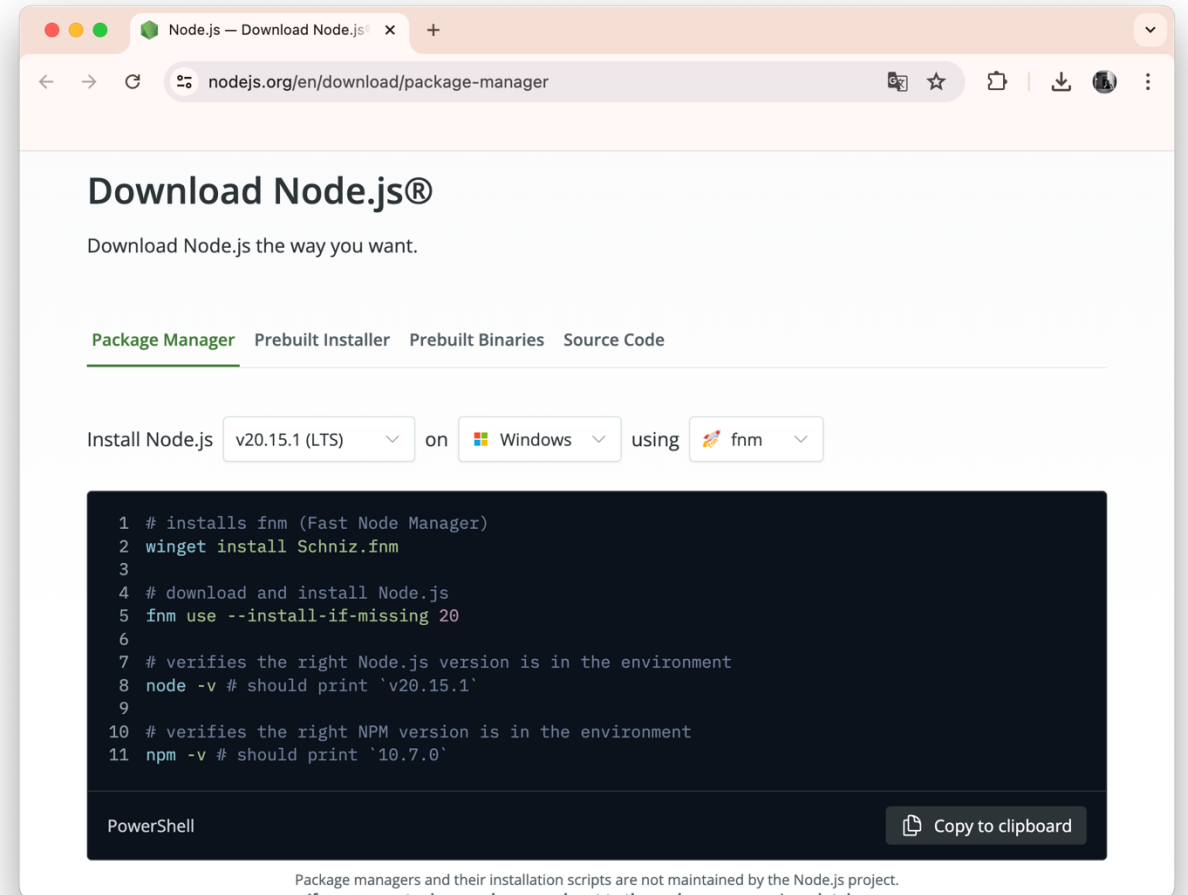 Node.js — Download Node.js
nodejs.org/en/download/package-manager
Download Node.js®
Download Node.js the way you want.
Package Manager Prebuilt Installer Prebuilt Binaries Source Code
Install Node.js v20.15.1 (LTS) on Windows using fnm
1 # installs fnm (Fast Node Manager)
2 winget install Schniz.fnm
3
4 # download and install Node.js
5 fnm use --install-if-missing 20
6
7 # verifies the right Node.js version is in the environment
8 node -v # should print `v20.15.1`
9
10 # verifies the right NPM version is in the environment
11 npm -v # should print `10.7.0`
PowerShell Copy to clipboard
Package managers and their installation scripts are not maintained by the Node.js project.